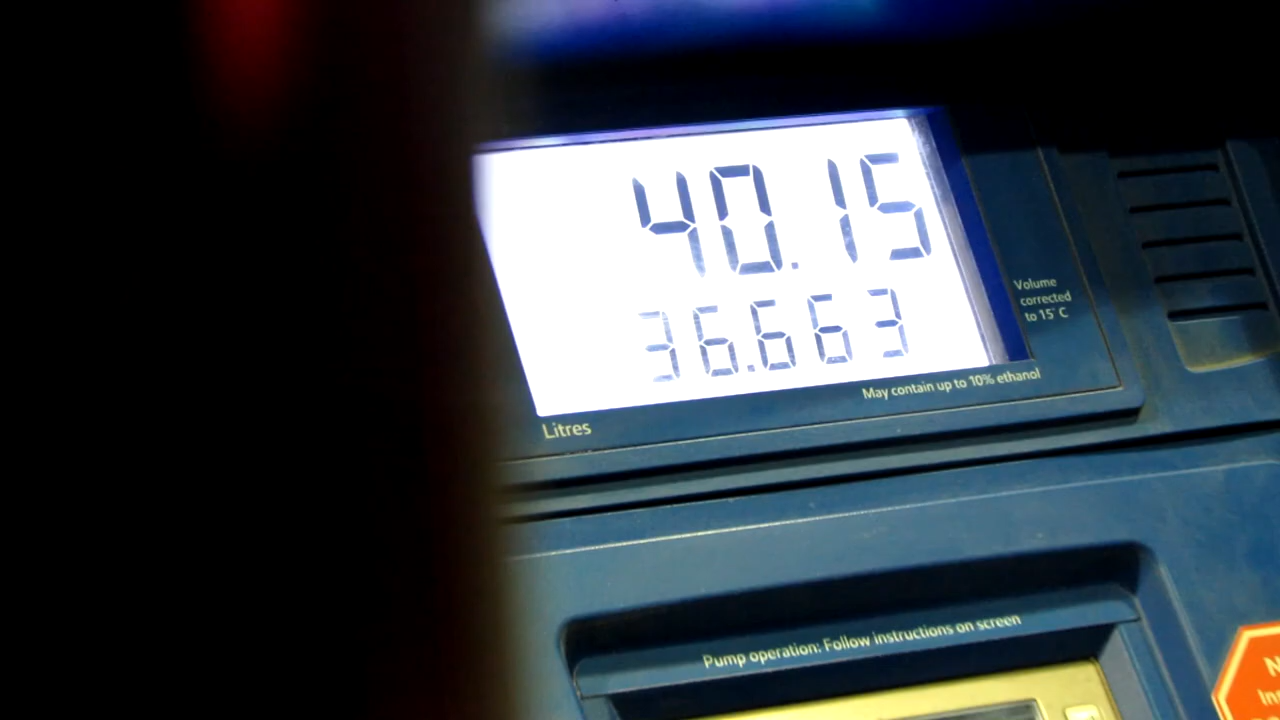 40.15
36.663
Volume
corrected
to 15°C
May contain up to 10% ethanol
Litres
Pump operation: Follow instructions on screen